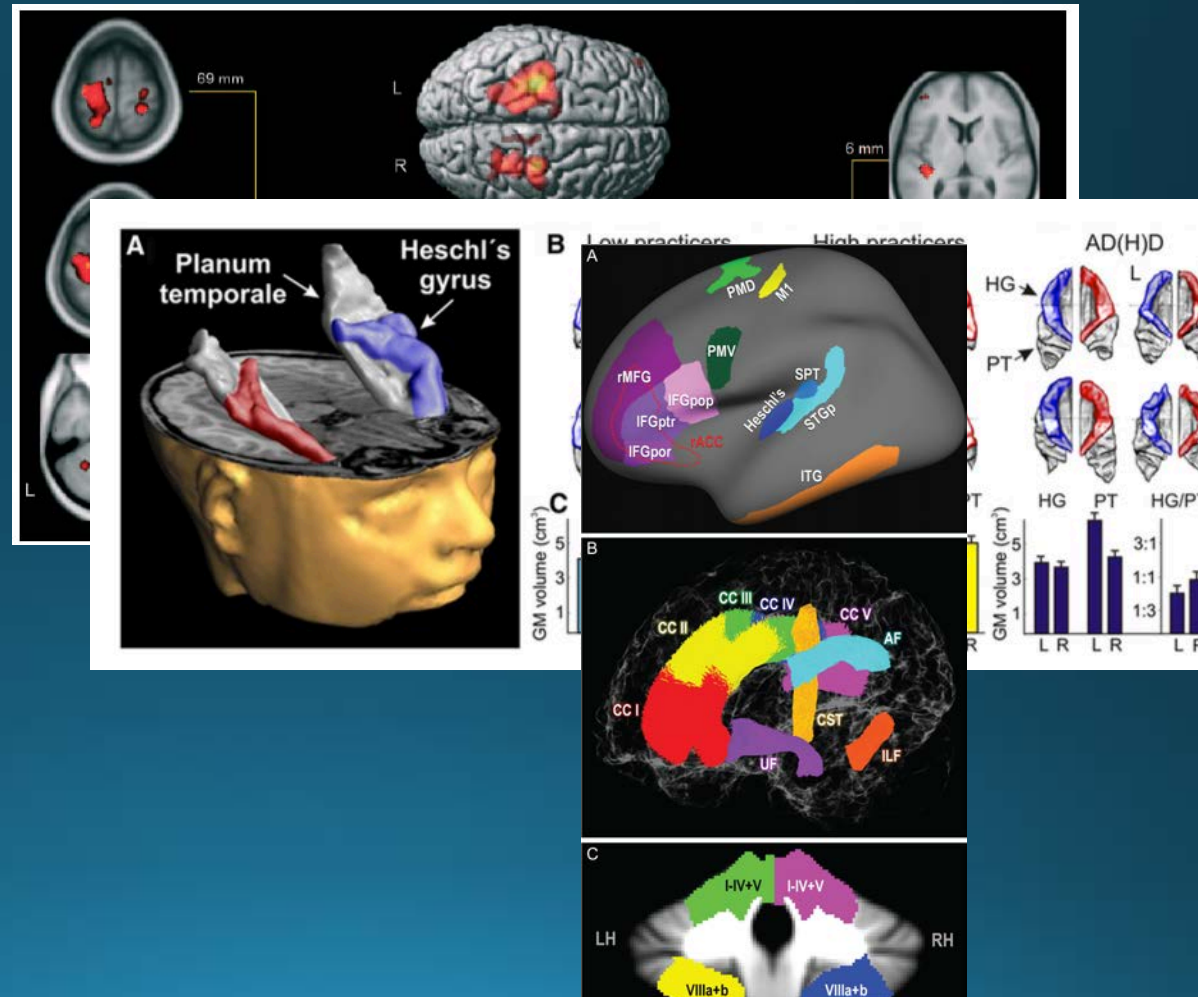 69 mm
L
R
6 mm
L
A
Planum
temporale
Heschl´s
gyrus
B
Low practicers
High practicers
AD(H)D
HG
PT
L
C
GM volume (cm³)
5
3
1
PT
R
HG
PT
GM volume (cm³)
5
3
1
L R
L R
3:1
1:1
1:3
L
A
PMD
M1
PMV
rMFG
IFGpop
IFGptr
IFGpor
rACC
SPT
Heschl's
STGp
ITG
B
CC III
CC IV
CC V
CC II
AF
CC I
CST
UF
ILF
C
I-IV+V
I-IV+V
LH
RH
VIIIa+b
VIIIa+b